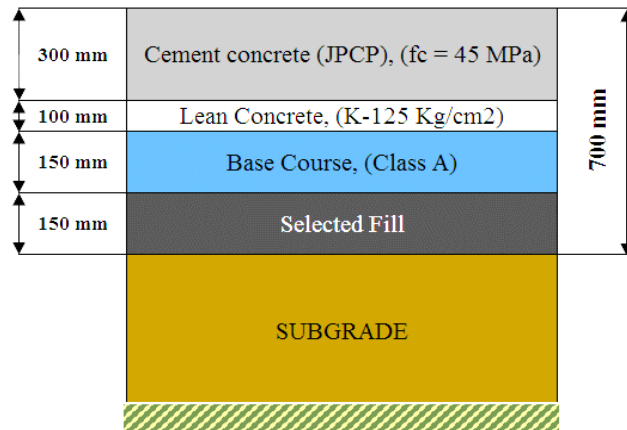 300 mm
Cement concrete (JPCP), (fc = 45 MPa)
100 mm
Lean Concrete, (K-125 Kg/cm2)
150 mm
Base Course, (Class A)
150 mm
Selected Fill
700 mm
SUBGRADE